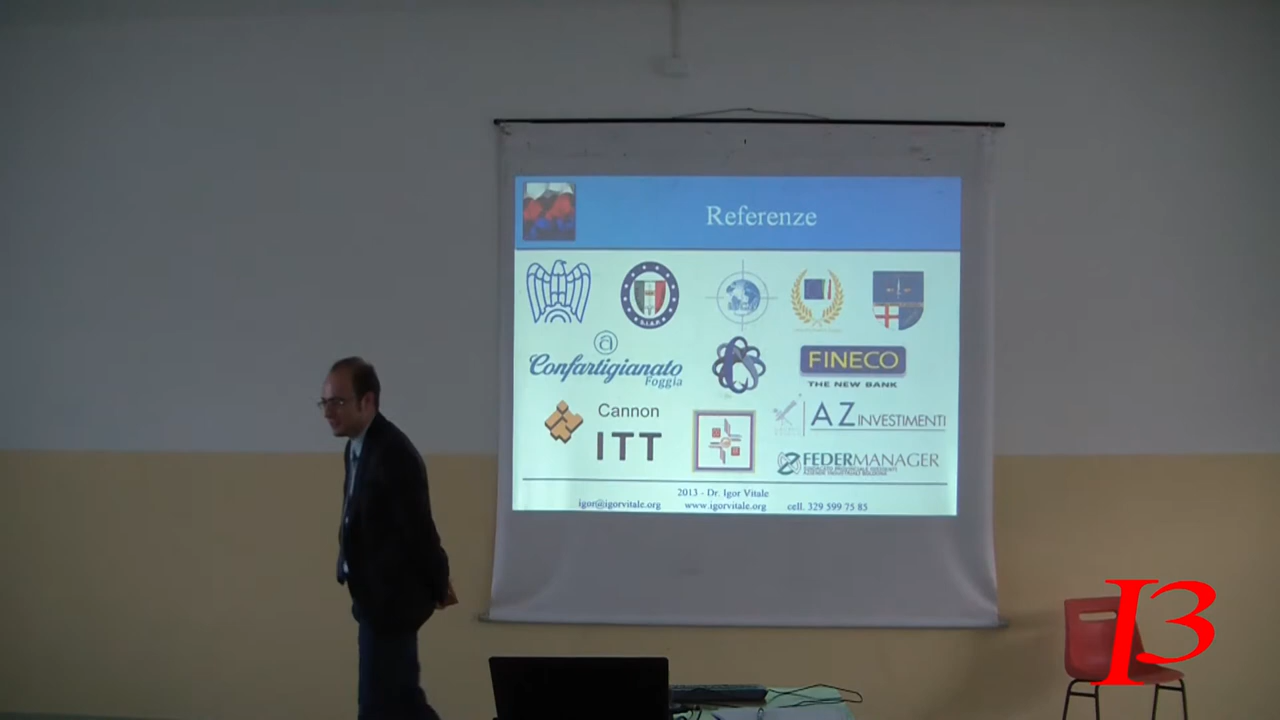 Referenze
S.I.A.P.
a
Confartigianato
Foggia
FINECO
THE NEW BANK
Cannon
ITT
AZ INVESTIMENTI
FEDERMANAGER
2013 - Dr. Igor Vitale
igor@igorvitale.org www.igorvitale.org cell. 329 599 75 85
13